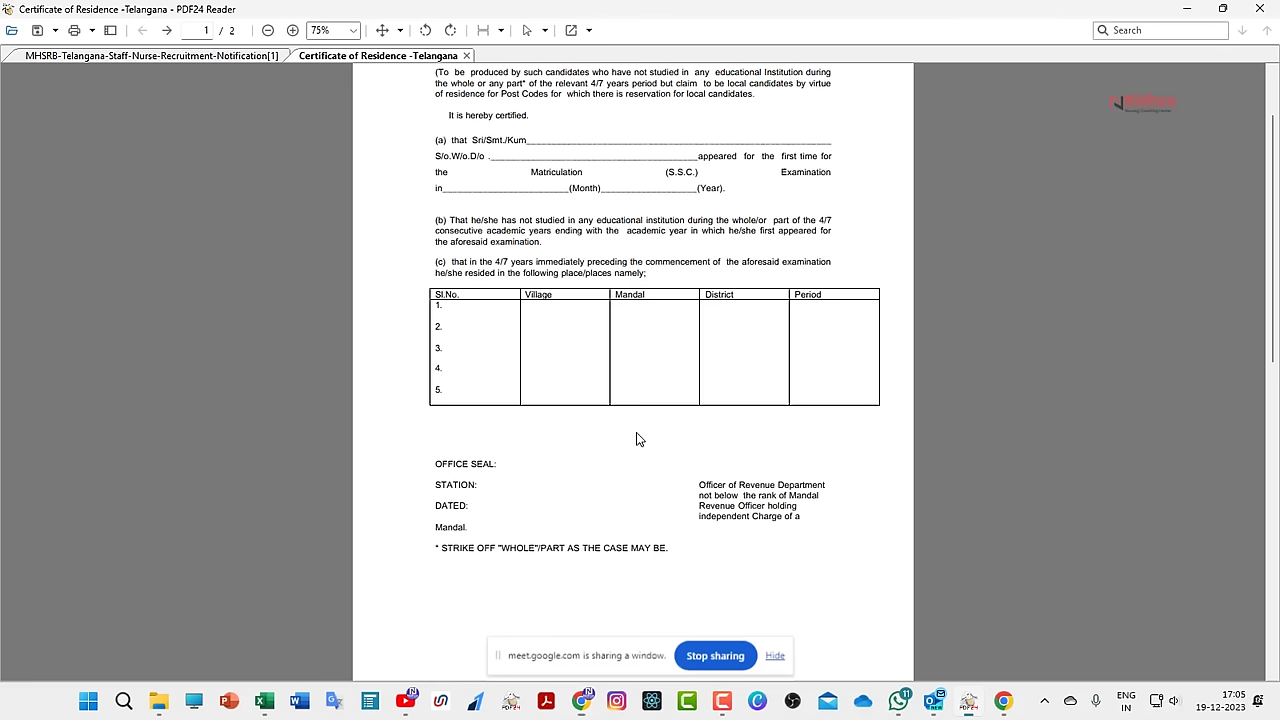 Certificate of Residence -Telangana - PDF24 Reader
1 / 2
75%
Search
MHSRB-Telangana-Staff-Nurse-Recruitment-Notification[1]
Certificate of Residence -Telangana
(To be produced by such candidates who have not studied in any educational Institution during
the whole or any part* of the relevant 4/7 years period but claim to be local candidates by virtue
of residence for Post Codes for which there is reservation for local candidates.
It is hereby certified.
(a) that Sri/Smt./Kum____________________
S/o.W/o.D/o .____________________appeared for the first time for
the Matriculation (S.S.C.) Examination
in____________________(Month)____________________(Year).
(b) That he/she has not studied in any educational institution during the whole/or part of the 4/7
consecutive academic years ending with the academic year in which he/she first appeared for
the aforesaid examination.
(c) that in the 4/7 years immediately preceding the commencement of the aforesaid examination
he/she resided in the following place/places namely;
Sl.No. Village Mandal District Period
1.
2.
3.
4.
5.
OFFICE SEAL:
STATION: Officer of Revenue Department
not below the rank of Mandal
DATED: Revenue Officer holding
independent Charge of a
Mandal.
* STRIKE OFF "WHOLE"/PART AS THE CASE MAY BE.
meet.google.com is sharing a window. Stop sharing Hide
ENG
IN
17:05
19-12-2023